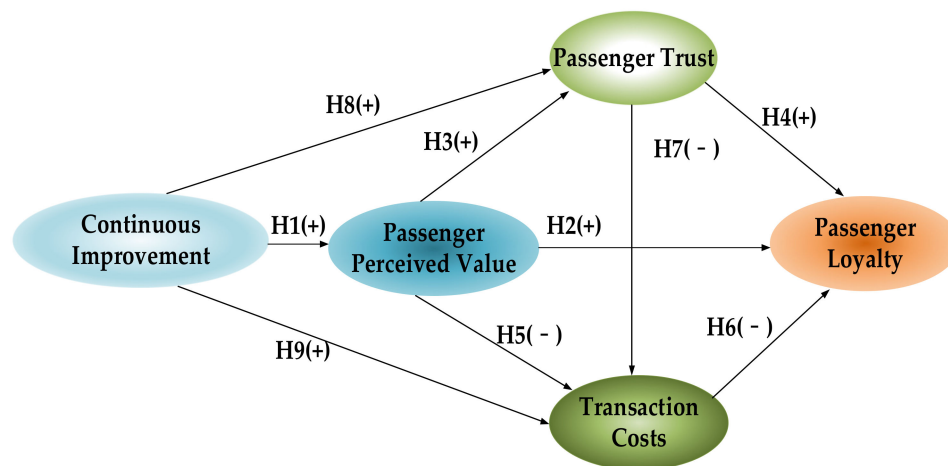 Passenger Trust
H8(+)
H4(+)
H3(+)
H7( - )
Continuous
Improvement
H1(+)
Passenger
Perceived Value
H2(+)
Passenger
Loyalty
H5( - )
H6( - )
H9(+)
Transaction
Costs